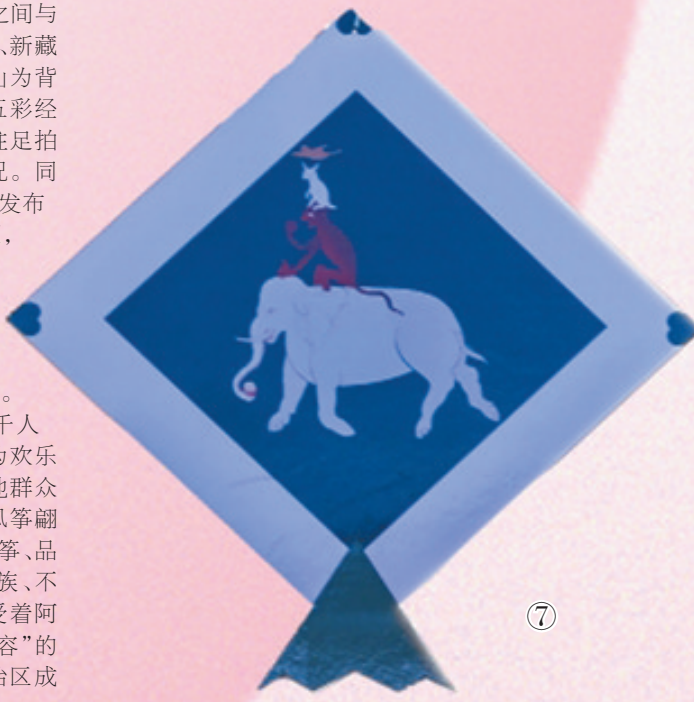 之间与
、新藏
山为背
五彩经
驻足拍
况。同
发布
，
。
千人
为欢乐
地群众
风筝翩
筝、品
族、不
受着阿
容”的
治区成
⑦